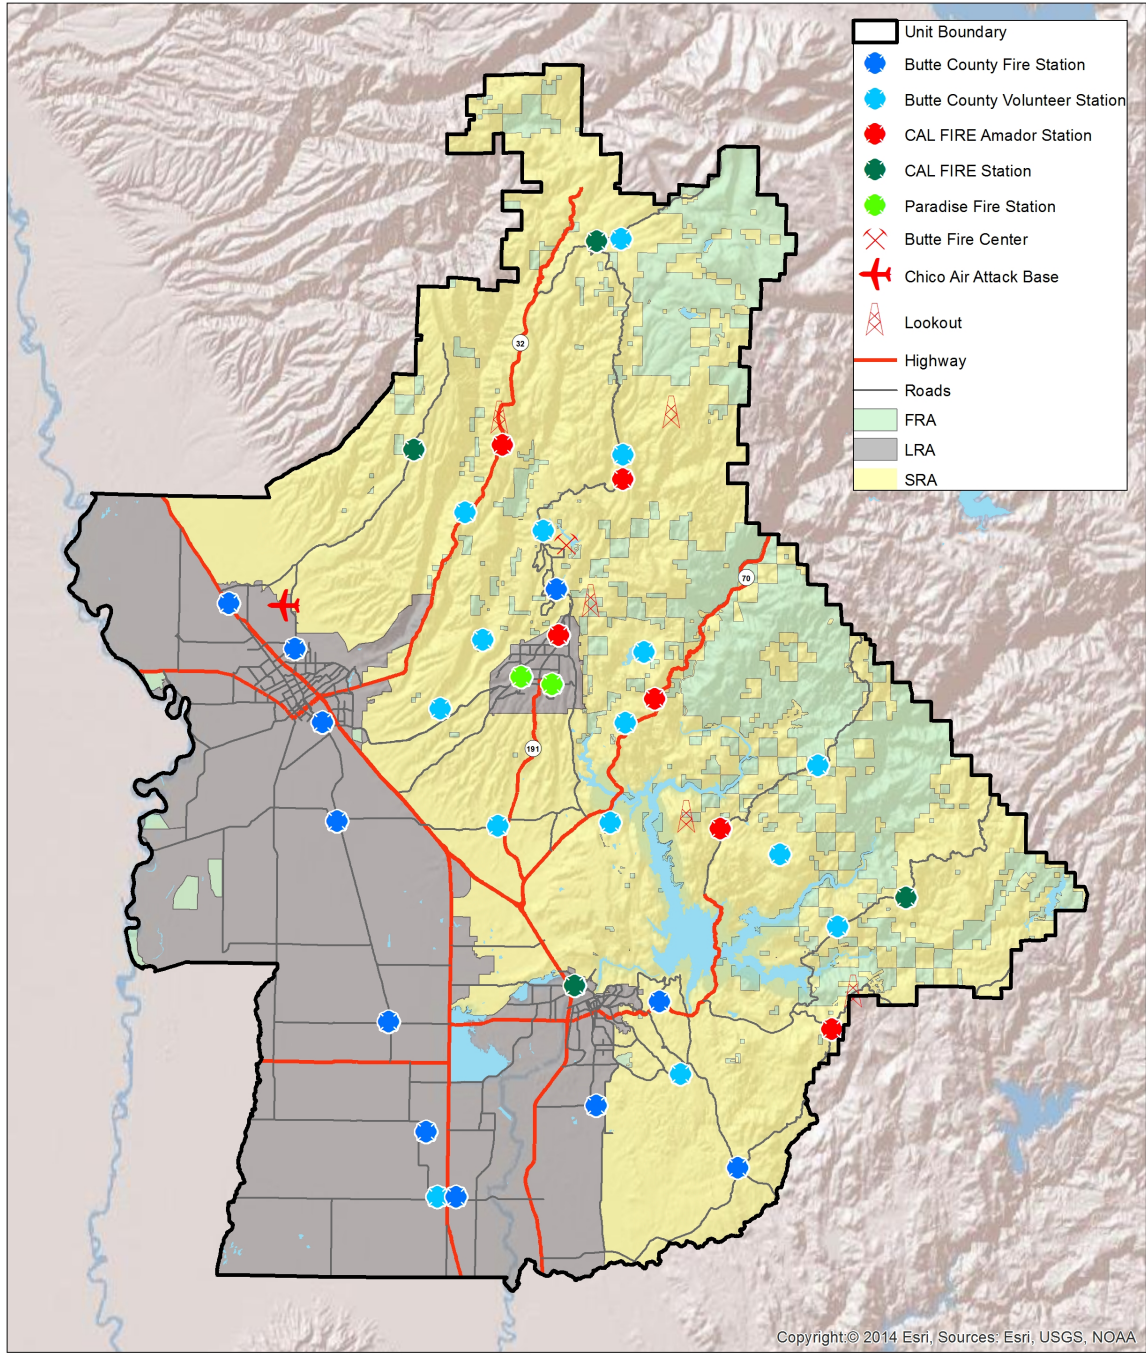 Unit Boundary
Butte County Fire Station
Butte County Volunteer Station
CAL FIRE Amador Station
CAL FIRE Station
Paradise Fire Station
Butte Fire Center
Chico Air Attack Base
Lookout
Highway
Roads
FRA
LRA
SRA
32
70
191
Copyright:© 2014 Esri, Sources: Esri, USGS, NOAA